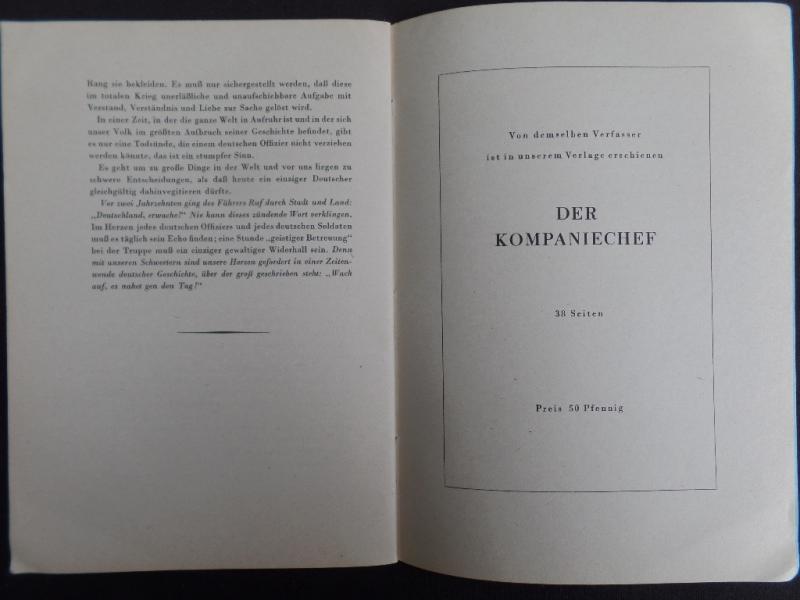 Rang sie bekleiden. Es muß nur sichergestellt werden, daß diese
im totalen Krieg unerläßliche und unaufschiebbare Aufgabe mit
Verstand, Verständnis und Liebe zur Sache gelöst wird.
In einer Zeit, in der die ganze Welt in Aufruhr ist und in der sich
unser Volk im größten Aufbruch seiner Geschichte befindet, gibt
es nur eine Todsünde, die einem deutschen Offizier nicht verziehen
werden könnte, das ist ein stumpfer Sinn.
Es geht um zu große Dinge in der Welt und vor uns liegen zu
schwere Entscheidungen, als daß heute ein einziger Deutscher
gleichgültig dahinvegitieren dürfte.
Vor zwei Jahrzehnten ging des Führers Ruf durch Stadt und Land:
„Deutschland, erwache!“ Nie kann dieses zündende Wort verklingen.
Im Herzen jedes deutschen Offiziers und jedes deutschen Soldaten
muß es täglich sein Echo finden; eine Stunde „geistiger Betreuung“
bei der Truppe muß ein einziger gewaltiger Widerhall sein. Denn
mit unseren Schwertern sind unsere Herzen gefordert in einer Zeiten-
wende deutscher Geschichte, über der groß geschrieben steht: „Wach
auf, es nahet gen den Tag!“
Von demselben Verfasser
ist in unserem Verlage erschienen
DER
KOMPANIECHEF
38 Seiten
Preis 50 Pfennig